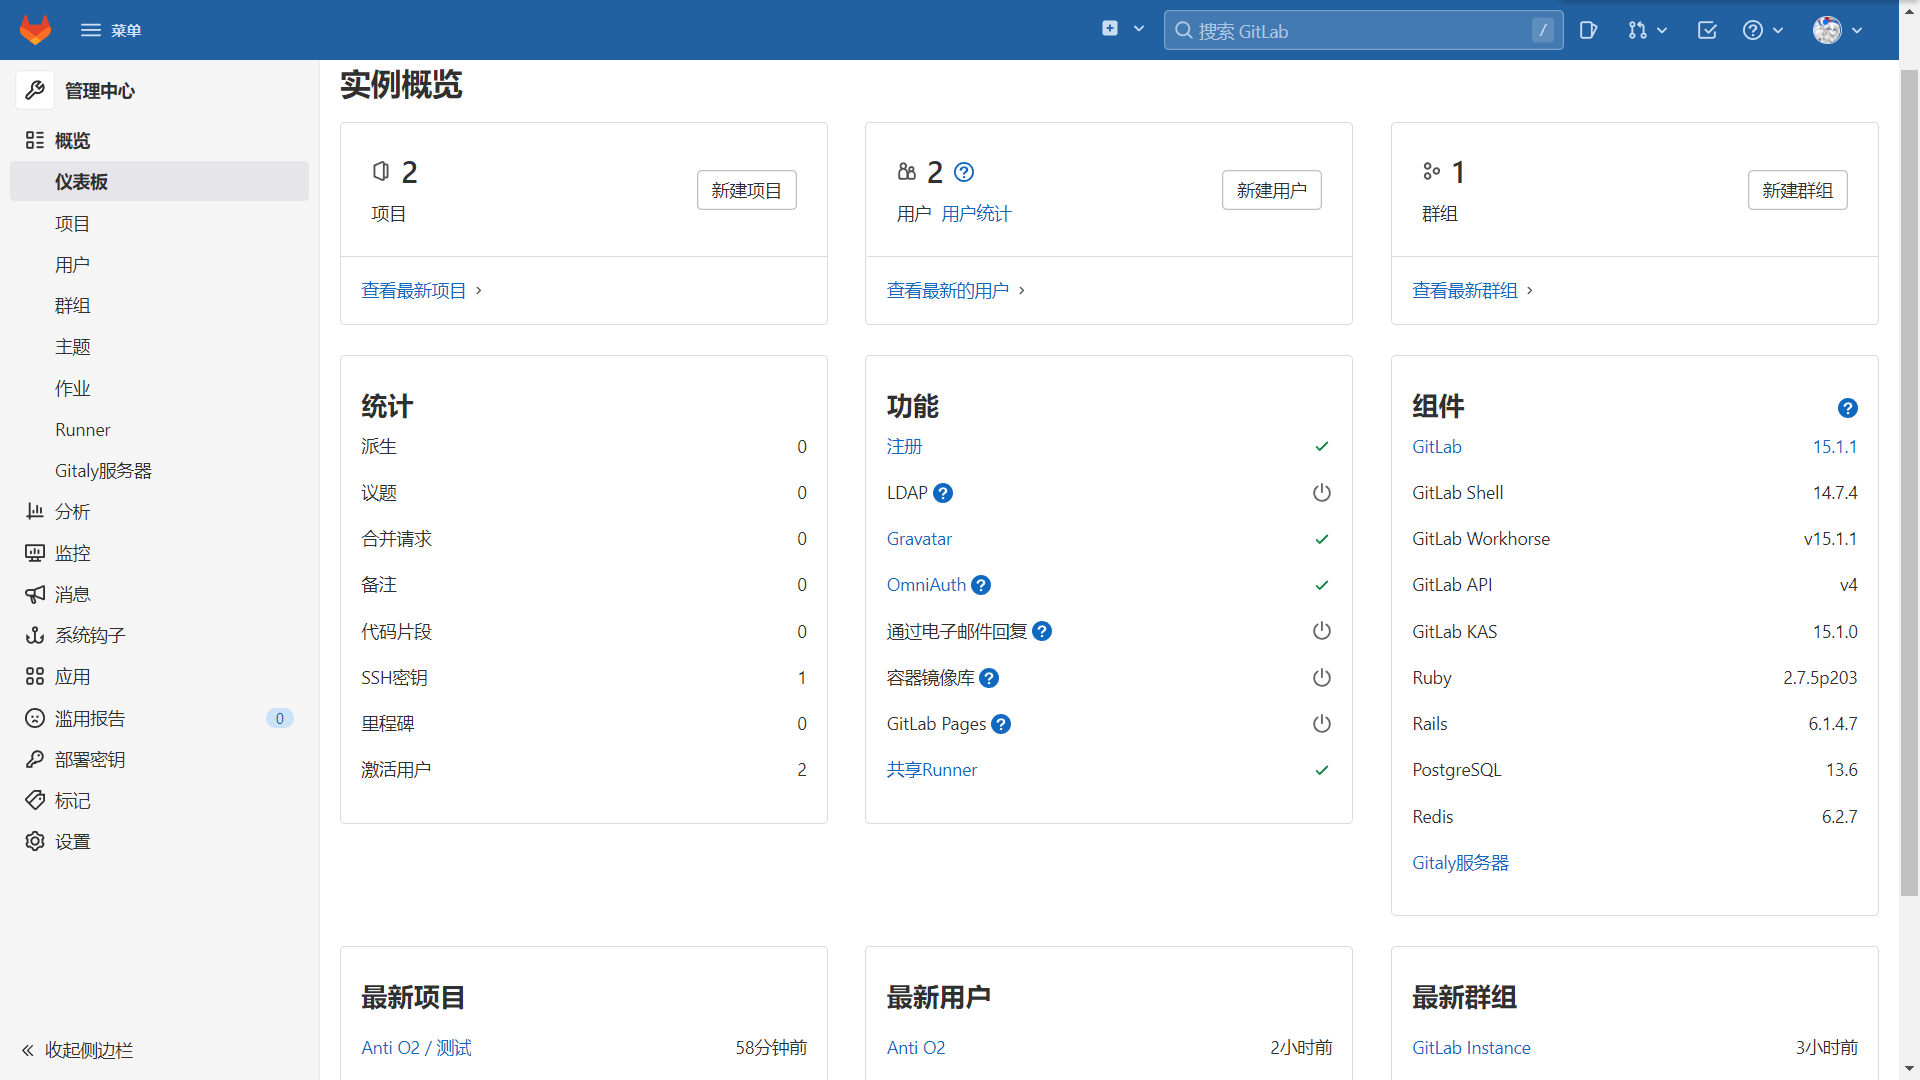 菜单
搜索 GitLab
/
管理中心
概览
仪表板
项目
用户
群组
主题
作业
Runner
Gitaly服务器
分析
监控
消息
系统钩子
应用
滥用报告 0
部署密钥
标记
设置
收起侧边栏
实例概览
2
项目
新建项目
查看最新项目
2
用户 用户统计
新建用户
查看最新的用户
1
群组
新建群组
查看最新群组
统计
派生 0
议题 0
合并请求 0
备注 0
代码片段 0
SSH密钥 1
里程碑 0
激活用户 2
功能
注册
LDAP
Gravatar
OmniAuth
通过电子邮件回复
容器镜像库
GitLab Pages
共享Runner
组件
GitLab 15.1.1
GitLab Shell 14.7.4
GitLab Workhorse v15.1.1
GitLab API v4
GitLab KAS 15.1.0
Ruby 2.7.5p203
Rails 6.1.4.7
PostgreSQL 13.6
Redis 6.2.7
Gitaly服务器
最新项目
Anti O2 / 测试 58分钟前
最新用户
Anti O2 2小时前
最新群组
GitLab Instance 3小时前